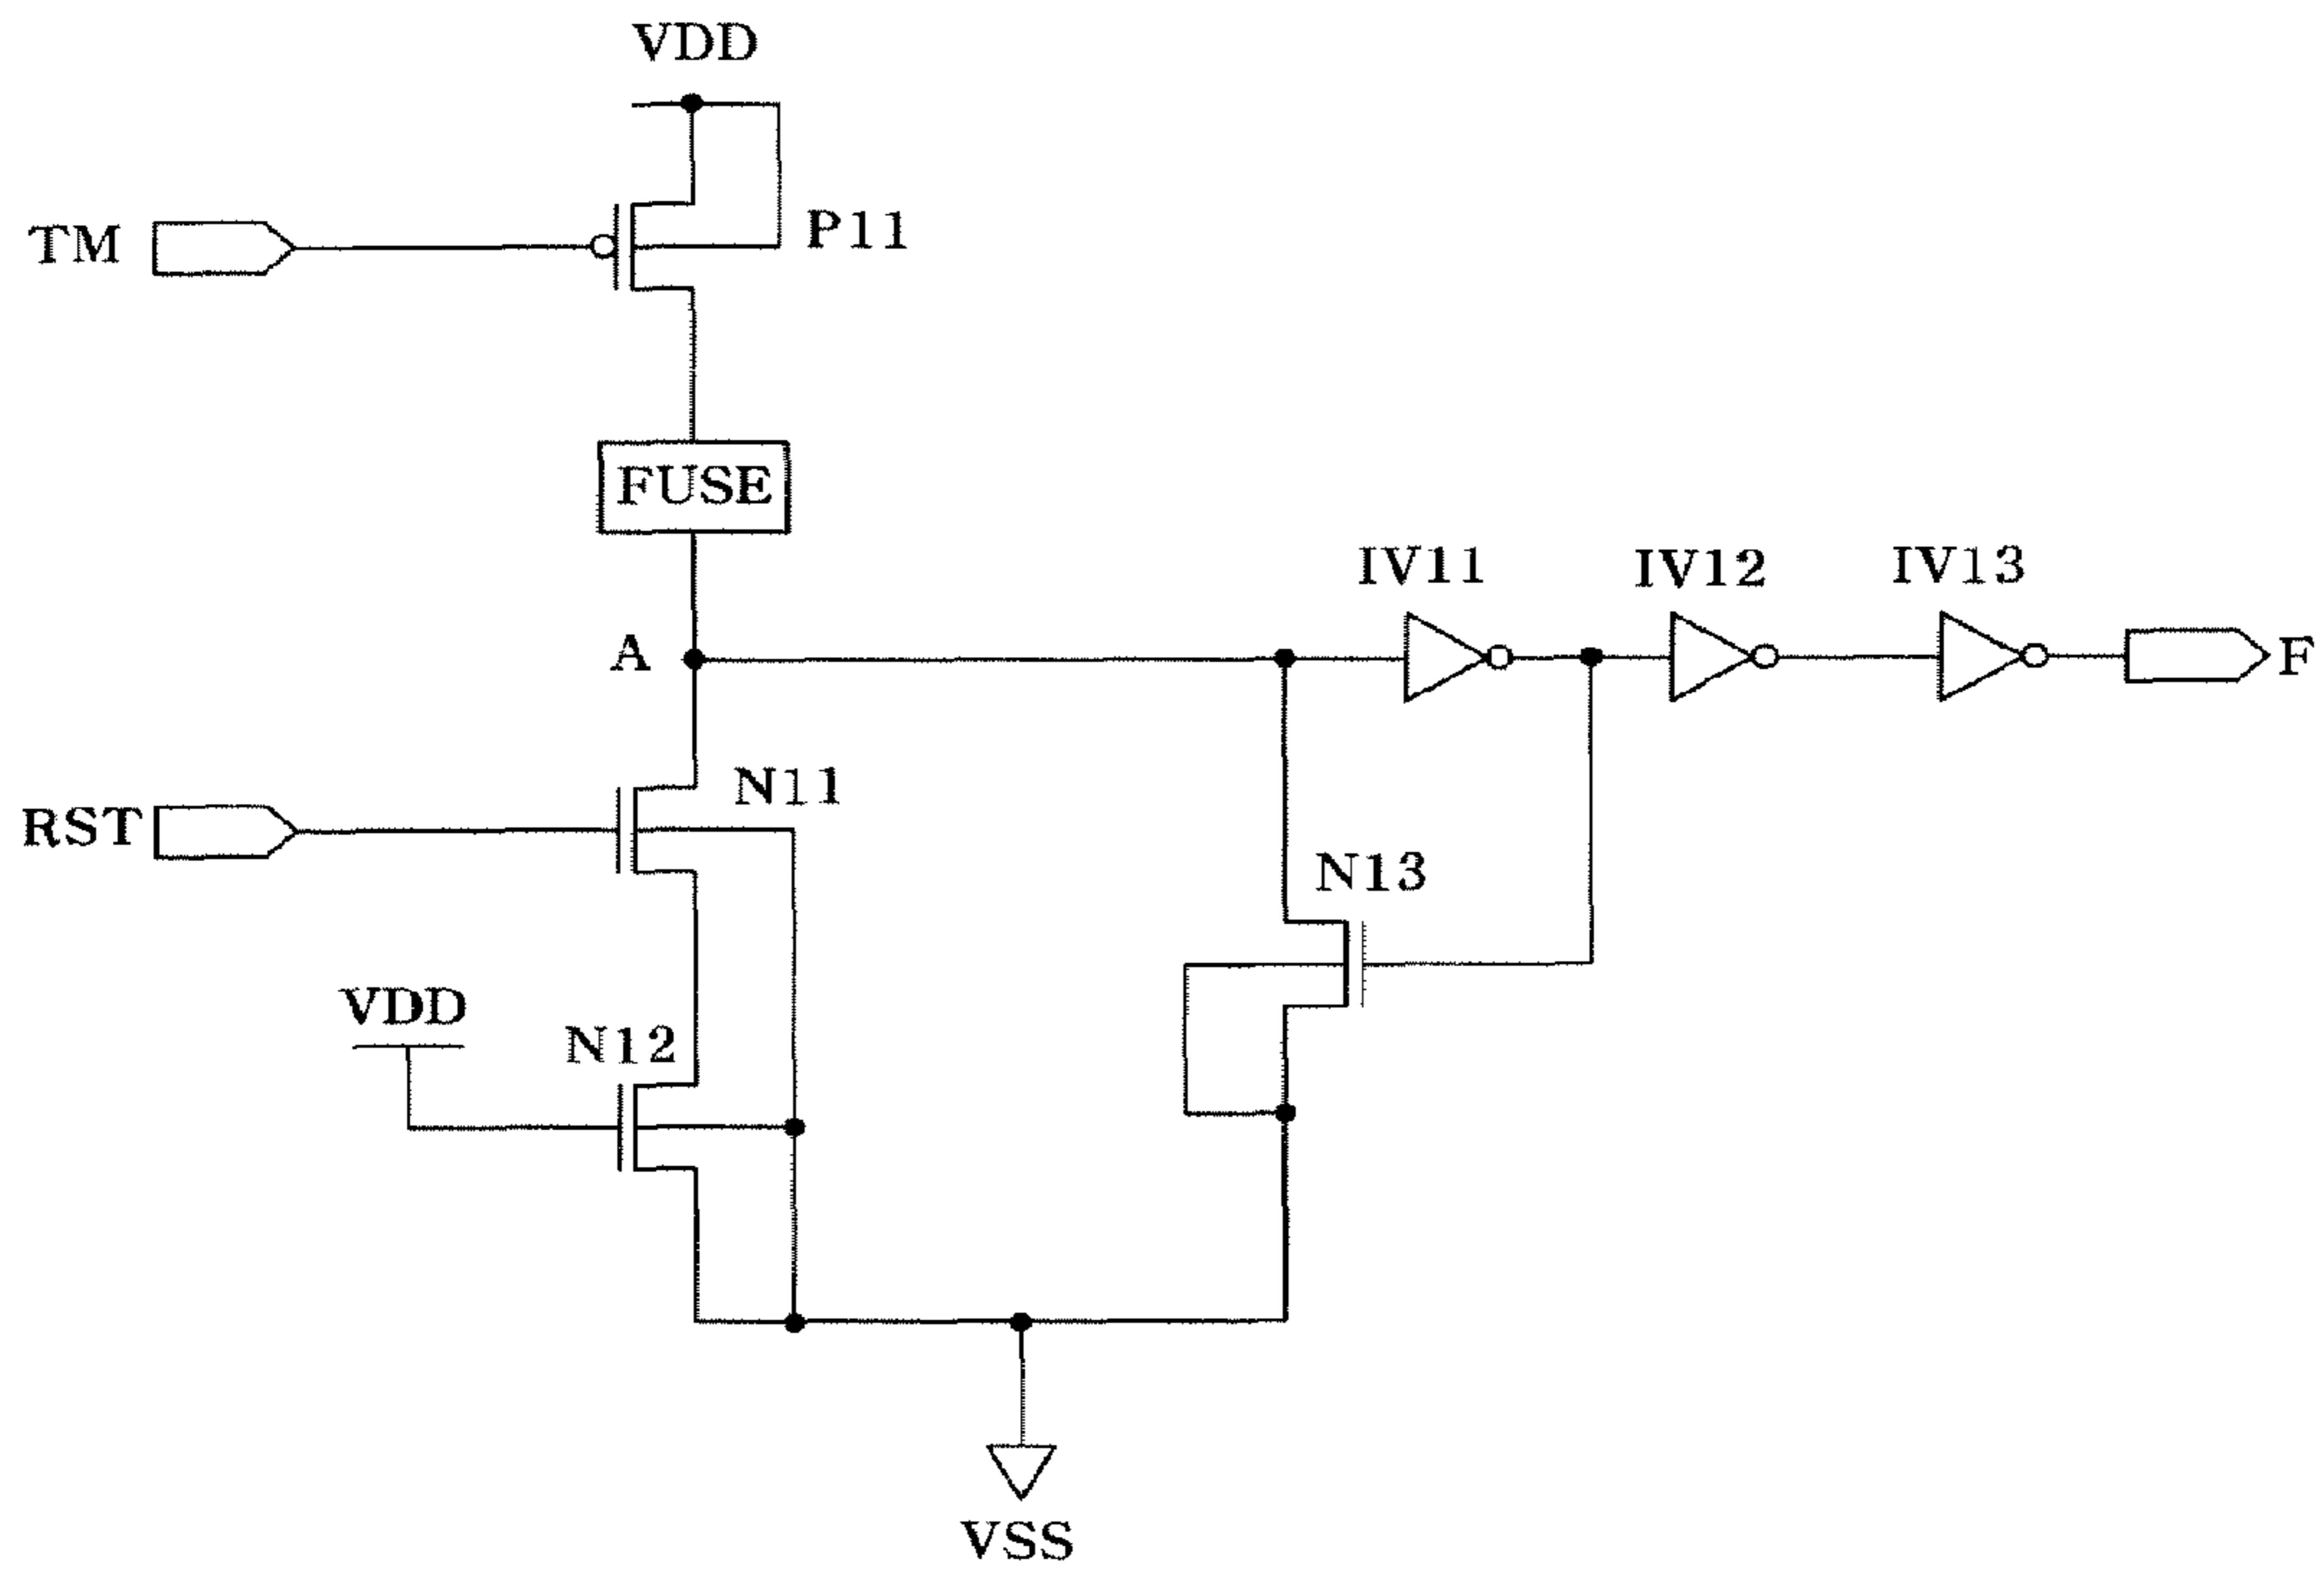 VDD
TM
P11
FUSE
IV11
IV12
IV13
A
F
N11
RST
N13
VDD
N12
VSS